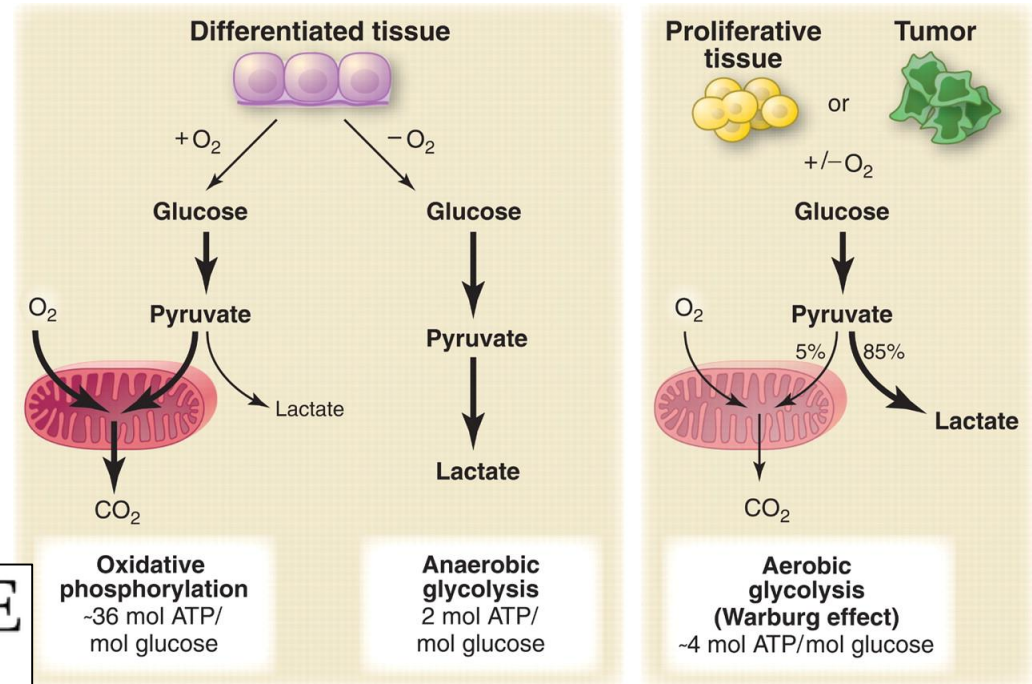 Differentiated tissue
+O₂
−O₂
Glucose
Glucose
O₂
Pyruvate
Pyruvate
Lactate
Lactate
CO₂
Oxidative
phosphorylation
~36 mol ATP/
mol glucose
Anaerobic
glycolysis
2 mol ATP/
mol glucose
Proliferative
tissue
or
Tumor
+/−O₂
Glucose
O₂
Pyruvate
5%
85%
Lactate
CO₂
Aerobic
glycolysis
(Warburg effect)
~4 mol ATP/mol glucose
E